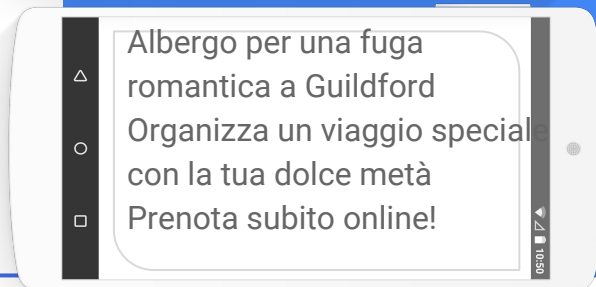 Albergo per una fuga
romantica a Guildford
Organizza un viaggio speciale
con la tua dolce metà
Prenota subito online!
10:50